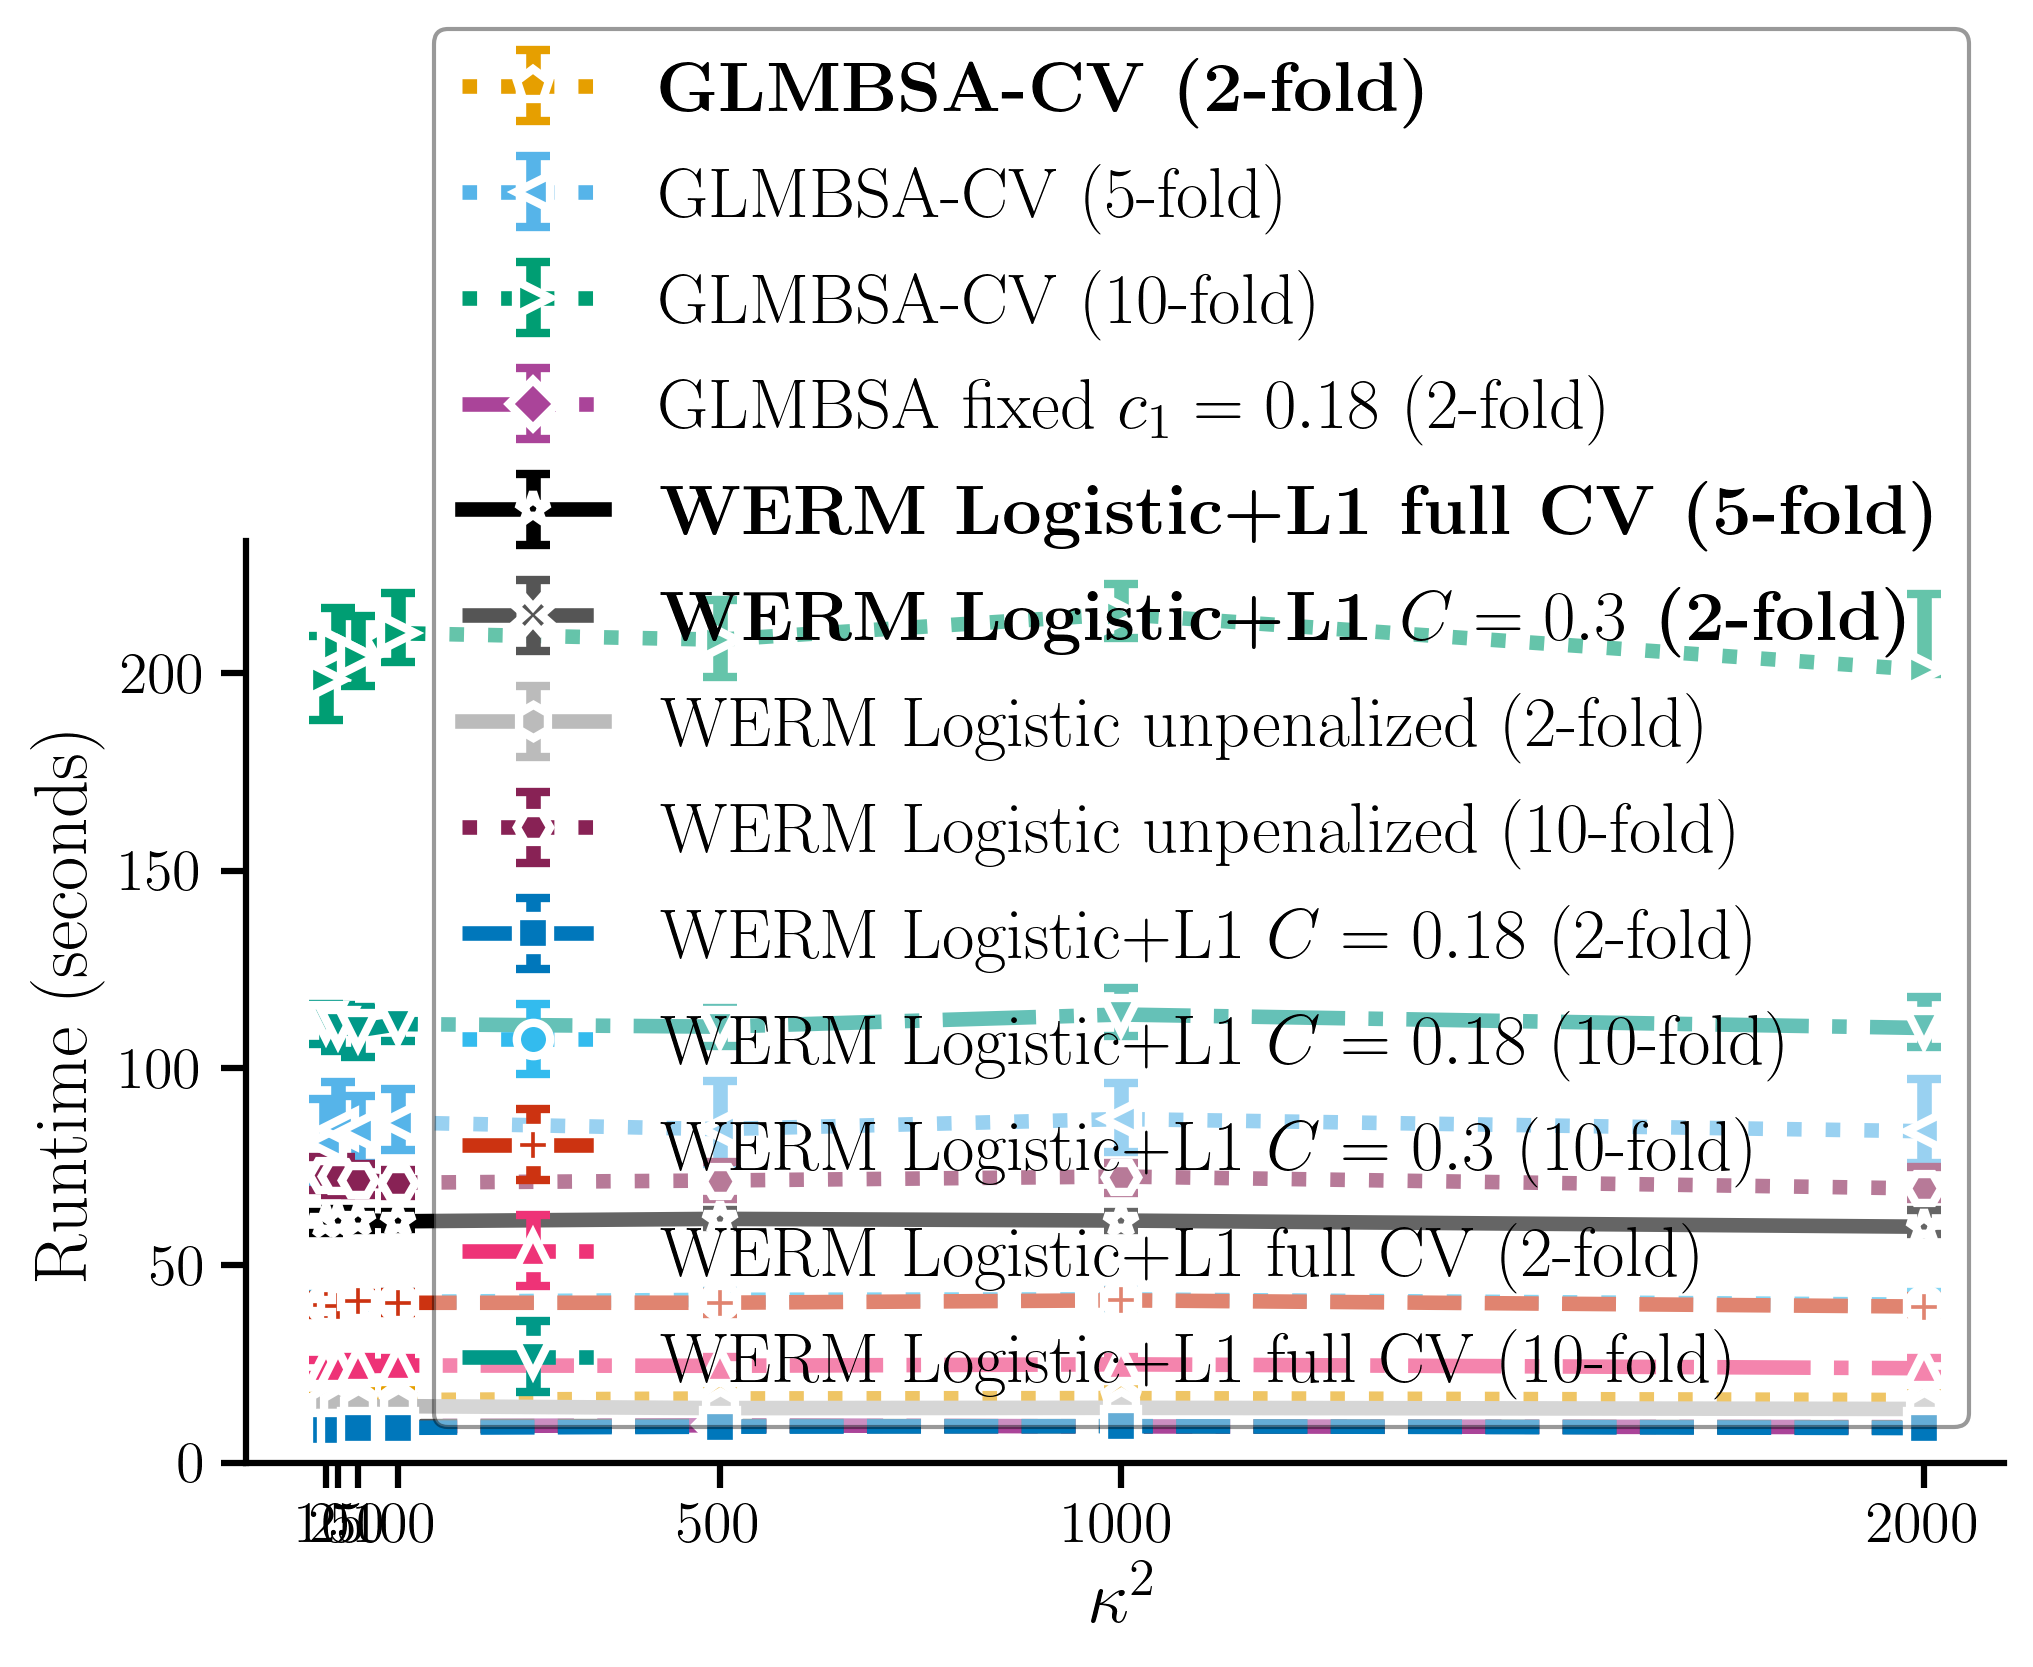 GLMBSA-CV (2-fold)
GLMBSA-CV (5-fold)
GLMBSA-CV (10-fold)
GLMBSA fixed c₁ = 0.18 (2-fold)
WERM Logistic+L1 full CV (5-fold)
WERM Logistic+L1 C = 0.3 (2-fold)
WERM Logistic unpenalized (2-fold)
WERM Logistic unpenalized (10-fold)
WERM Logistic+L1 C = 0.18 (2-fold)
WERM Logistic+L1 C = 0.18 (10-fold)
WERM Logistic+L1 C = 0.3 (10-fold)
WERM Logistic+L1 full CV (2-fold)
WERM Logistic+L1 full CV (10-fold)
Runtime (seconds)
200
150
100
50
0
500 1000 2000
κ²